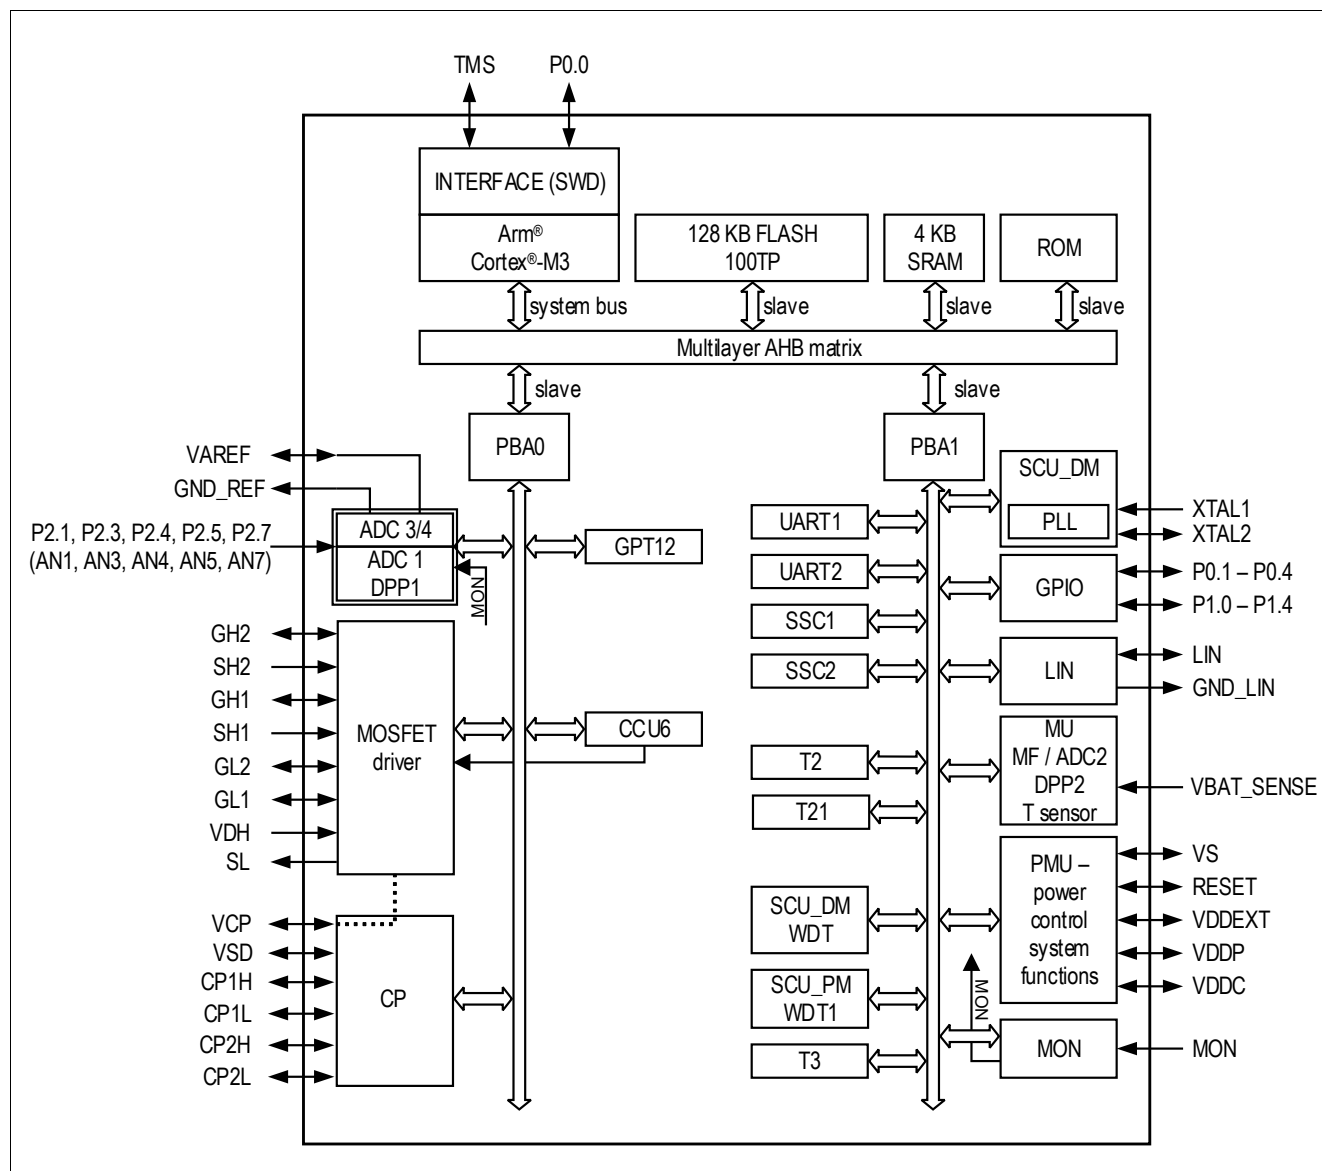 TMS
P0.0
INTERFACE (SWD)
Arm®
Cortex®-M3
128 KB FLASH
100TP
4 KB
SRAM
ROM
system bus
slave
slave
slave
Multilayer AHB matrix
slave
slave
PBA0
PBA1
VAREF
GND_REF
P2.1, P2.3, P2.4, P2.5, P2.7
(AN1, AN3, AN4, AN5, AN7)
ADC 3/4
ADC 1
DPP1
MON
GPT12
GH2
SH2
GH1
SH1
GL2
GL1
VDH
SL
MOSFET
driver
CCU6
VCP
VSD
CP1H
CP1L
CP2H
CP2L
CP
UART1
UART2
SSC1
SSC2
T2
T21
SCU_DM
WDT
SCU_PM
WDT1
T3
SCU_DM
PLL
XTAL1
XTAL2
GPIO
P0.1 – P0.4
P1.0 – P1.4
LIN
LIN
GND_LIN
MU
MF / ADC2
DPP2
T sensor
VBAT_SENSE
PMU –
power
control
system
functions
VS
RESET
VDDEXT
VDDP
VDDC
MON
MON
MON